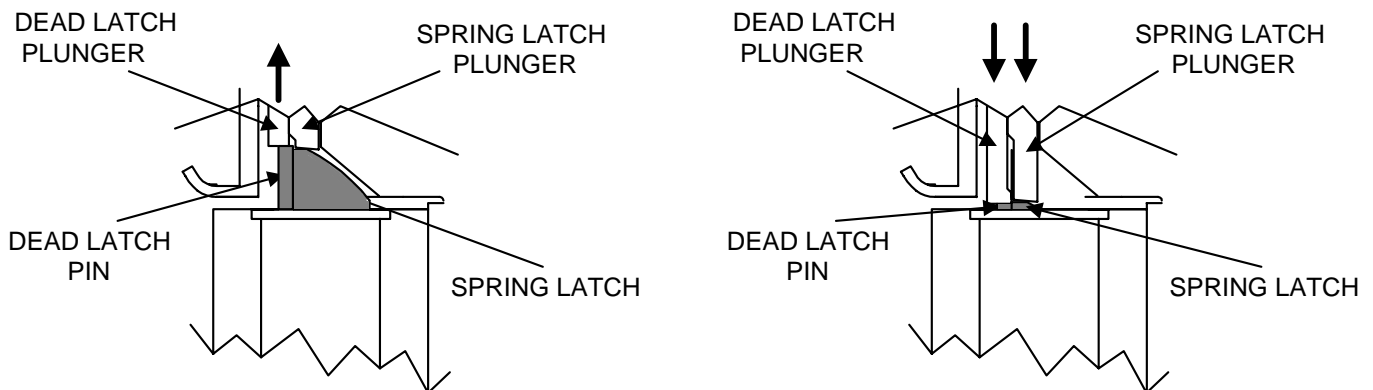 DEAD LATCH
PLUNGER
SPRING LATCH
PLUNGER
DEAD LATCH
PIN
SPRING LATCH
DEAD LATCH
PLUNGER
SPRING LATCH
PLUNGER
DEAD LATCH
PIN
SPRING LATCH